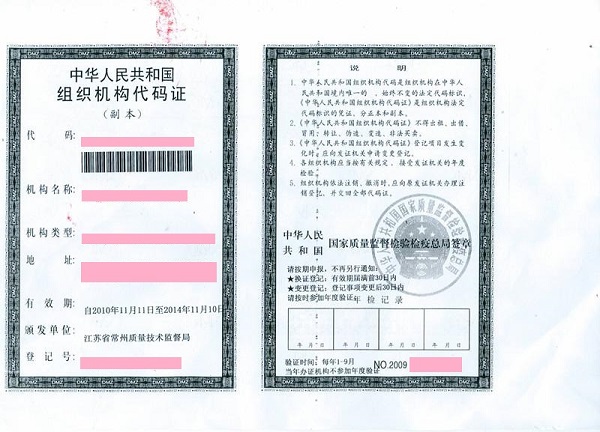 中华人民共和国
组织机构代码证
(副本)
代 码:
机构名称:
机构类型:
地 址:
有 效 期: 自2010年11月11日至2014年11月10日
颁发单位: 江苏省常州质量技术监督局
登 记 号:
说 明
1. 中华人民共和国组织机构代码是组织机构在中华人
民共和国境内唯一的、始终不变的法定代码标识，
《中华人民共和国组织机构代码证》是组织机构法定
代码标识的凭证，分正本和副本。
2.《中华人民共和国组织机构代码证》不得出租、出借、
冒用；转让、伪造、变造、非法买卖。
3.《中华人民共和国组织机构代码证》登记项目发生变
化时，应向发证机关申请变更登记。
4. 各组织机构应当按有关规定，接受发证机关的年度
检验。
5. 组织机构依法注销、撤消时，应向原发证机关办理注
销登记，并交回全部代码证。
中华人民
共和国 国家质量监督检验检疫总局签章
请按期申报，不再另行通知:
★换证登记: 有效期届满前30日内
★变更登记: 登记事项变更后30日内
请按时参加年度验证
年 检 记 录
年 月 日 年 月 日 年 月 日 年 月 日
验证时间: 每年1-9月
当年办证机构不参加年度验证
NO.2009